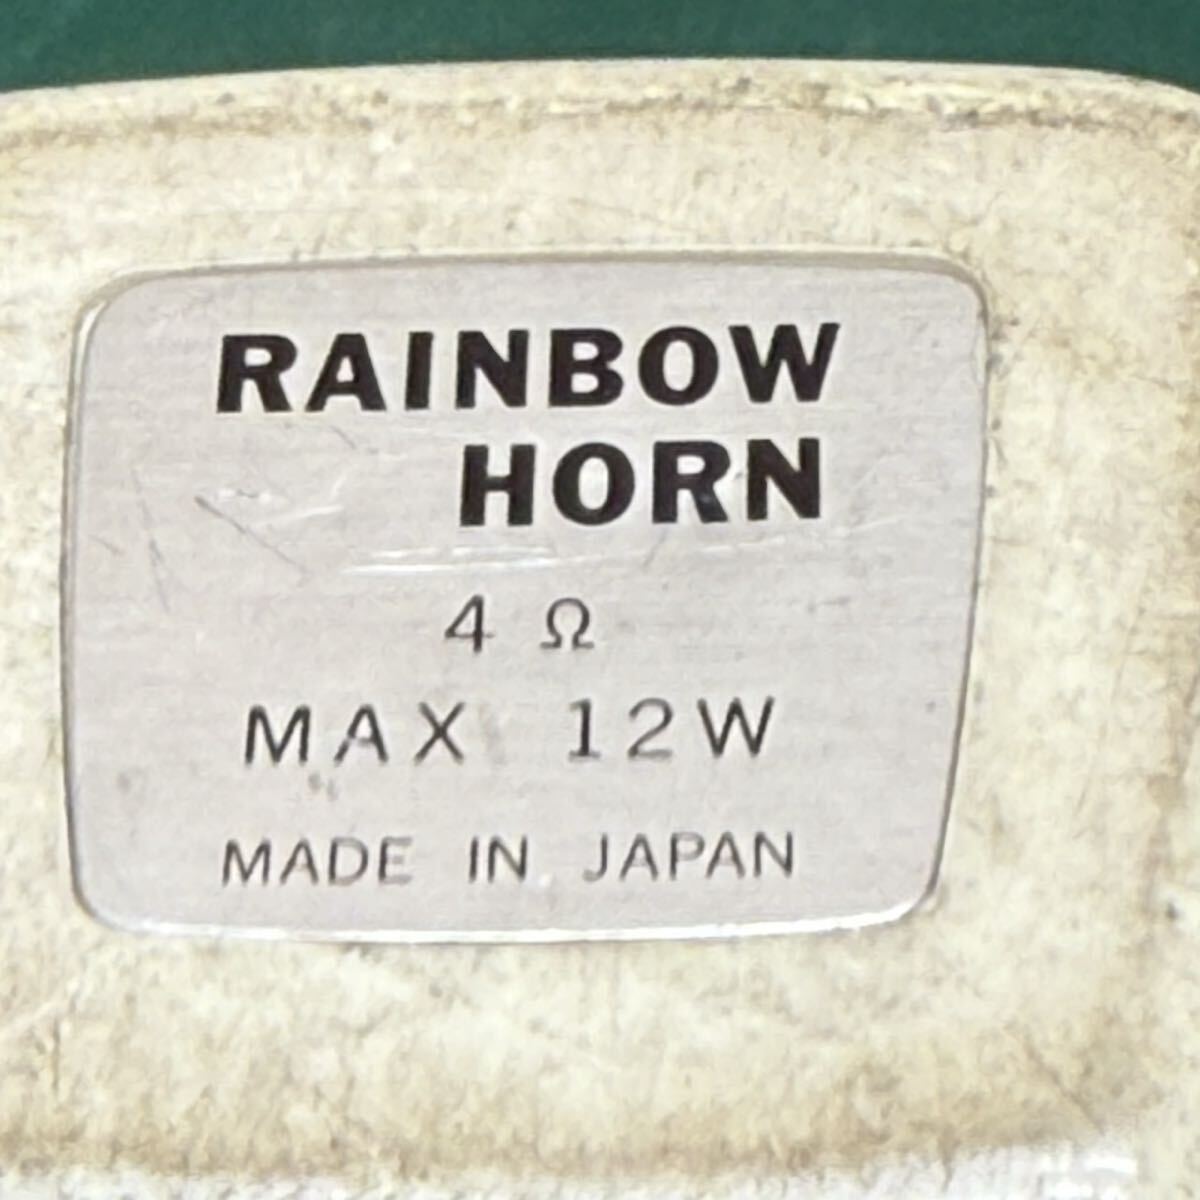 RAINBOW
HORN
4 Ω
MAX 12W
MADE IN JAPAN